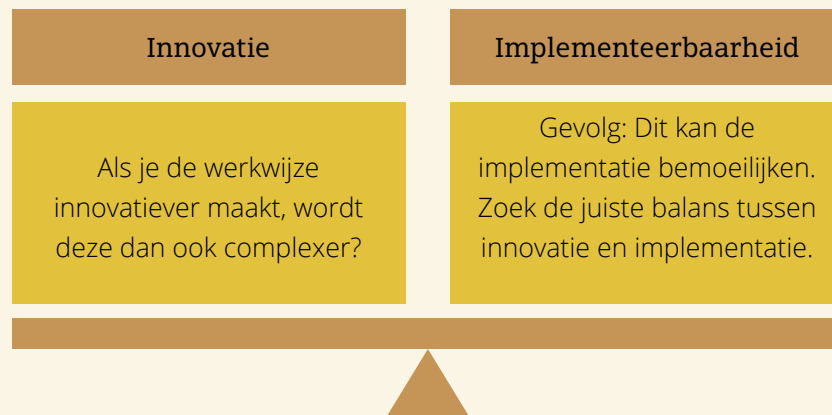 Innovatie
Implementeerbaarheid
Als je de werkwijze
innovatiever maakt, wordt
deze dan ook complexer?
Gevolg: Dit kan de
implementatie bemoeilijken.
Zoek de juiste balans tussen
innovatie en implementatie.